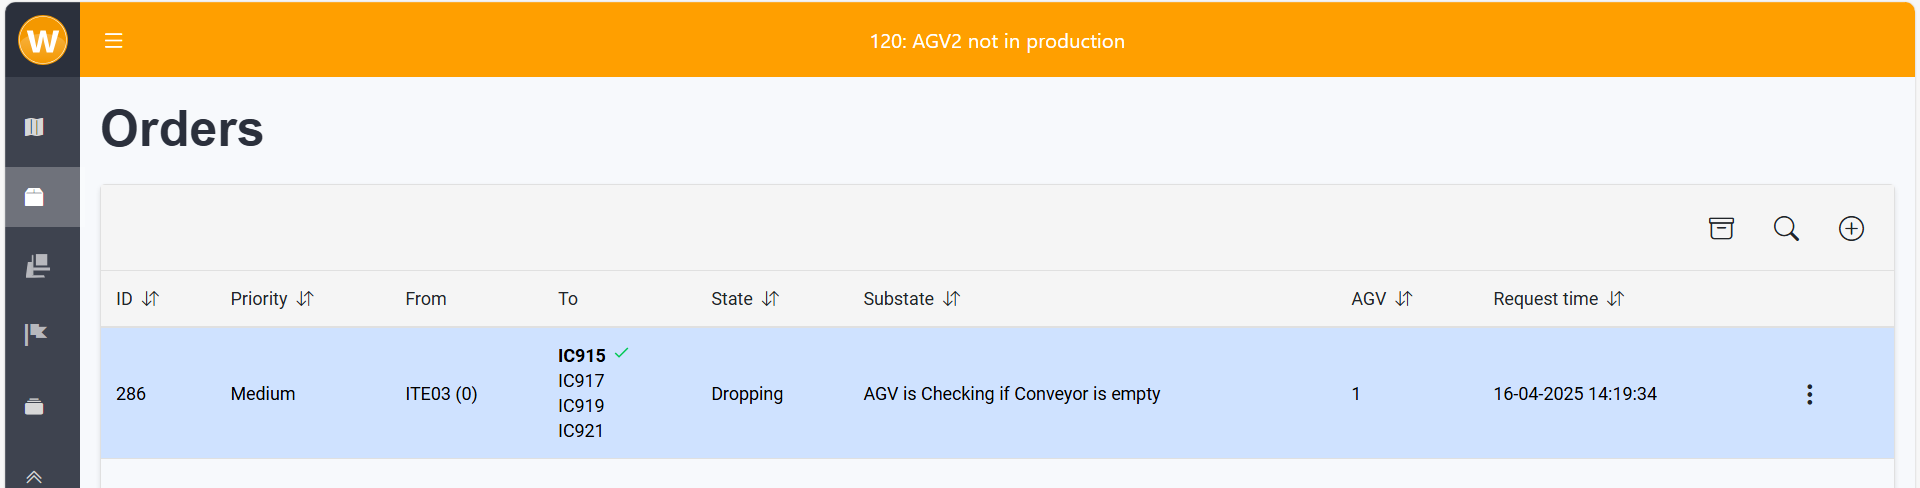 W
120: AGV2 not in production
Orders
ID Priority From To State Substate AGV Request time
286 Medium ITE03 (0) IC915 Dropping AGV is Checking if Conveyor is empty 1 16-04-2025 14:19:34
IC917
IC919
IC921